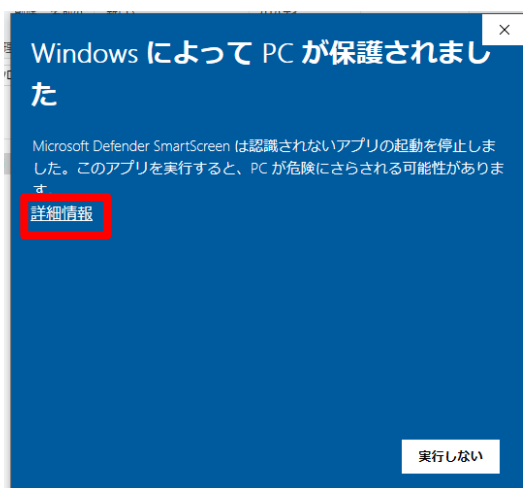 Windows によって PC が保護されまし
た
Microsoft Defender SmartScreen は認識されないアプリの起動を停止しま
した。このアプリを実行すると、PC が危険にさらされる可能性がありま
す。
詳細情報
実行しない